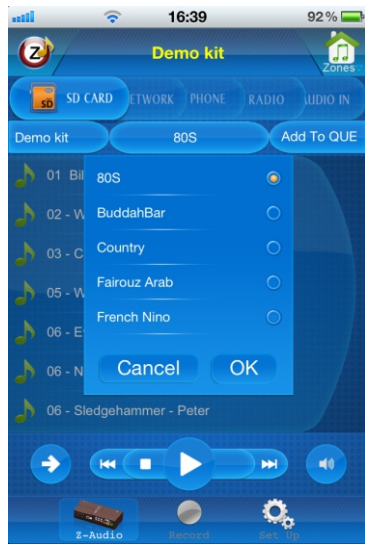 16:39 92%
Z Demo kit
Zones
SD SD CARD ETWORK PHONE RADIO UDIO IN
Demo kit 80S Add To QUE
01 Bil
02 - W
03 - C
05 - W
06 - E
06 - N
06 - Sledgehammer - Peter
80S
BuddahBar
Country
Fairouz Arab
French Nino
Cancel OK
Z-Audio Record Set Up